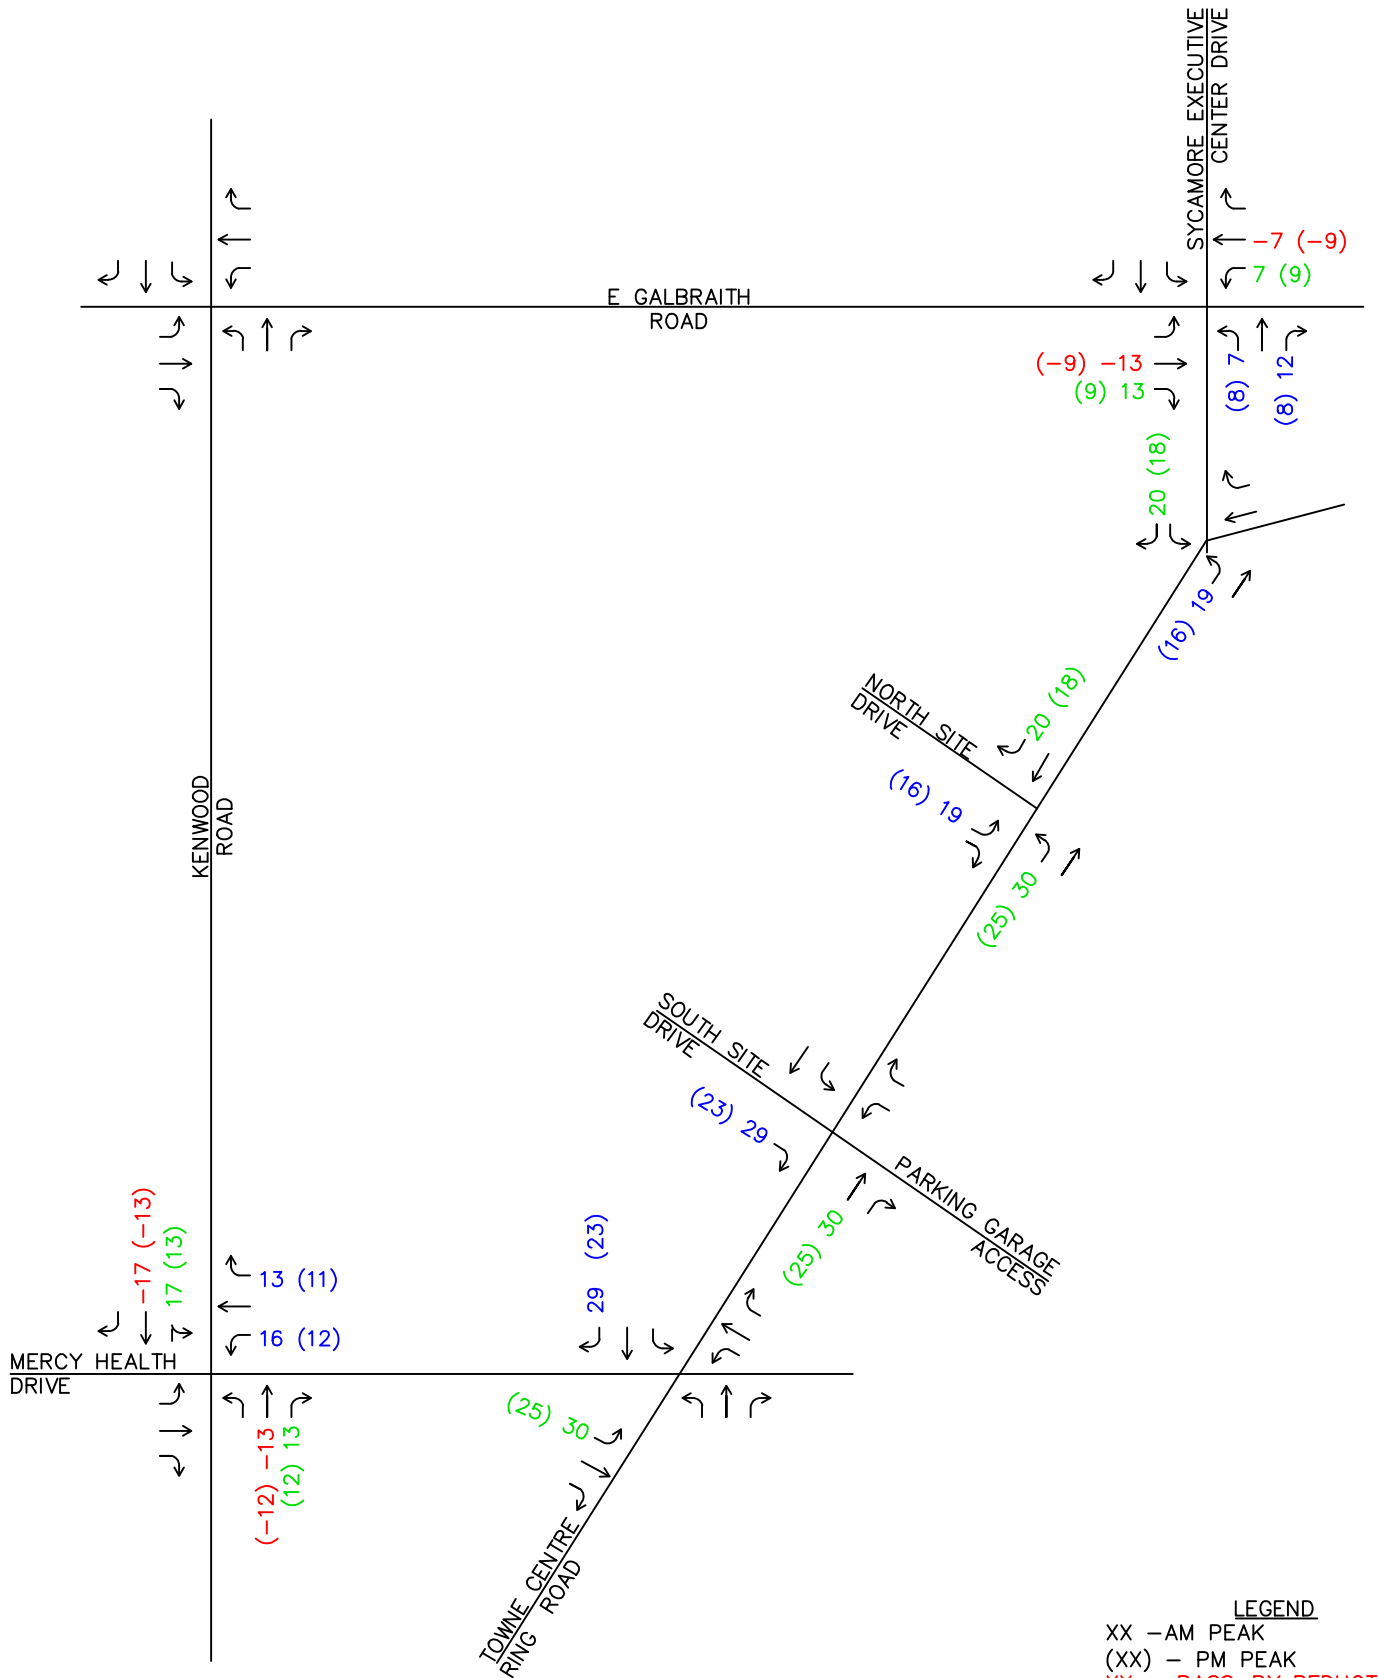 SYCAMORE EXECUTIVE
CENTER DRIVE
-7 (-9)
7 (9)
E GALBRAITH
ROAD
(-9) -13
(9) 13
(8) 7
(8) 12
20 (18)
(16) 19
NORTH SITE
DRIVE
20 (18)
(16) 19
(25) 30
KENWOOD
ROAD
SOUTH SITE
DRIVE
(23) 29
PARKING GARAGE
ACCESS
(25) 30
-17 (-13)
17 (13)
13 (11)
16 (12)
29 (23)
MERCY HEALTH
DRIVE
(25) 30
(-12) -13
(12) 13
TOWNE CENTRE
RING ROAD
LEGEND
XX -AM PEAK
(XX) - PM PEAK